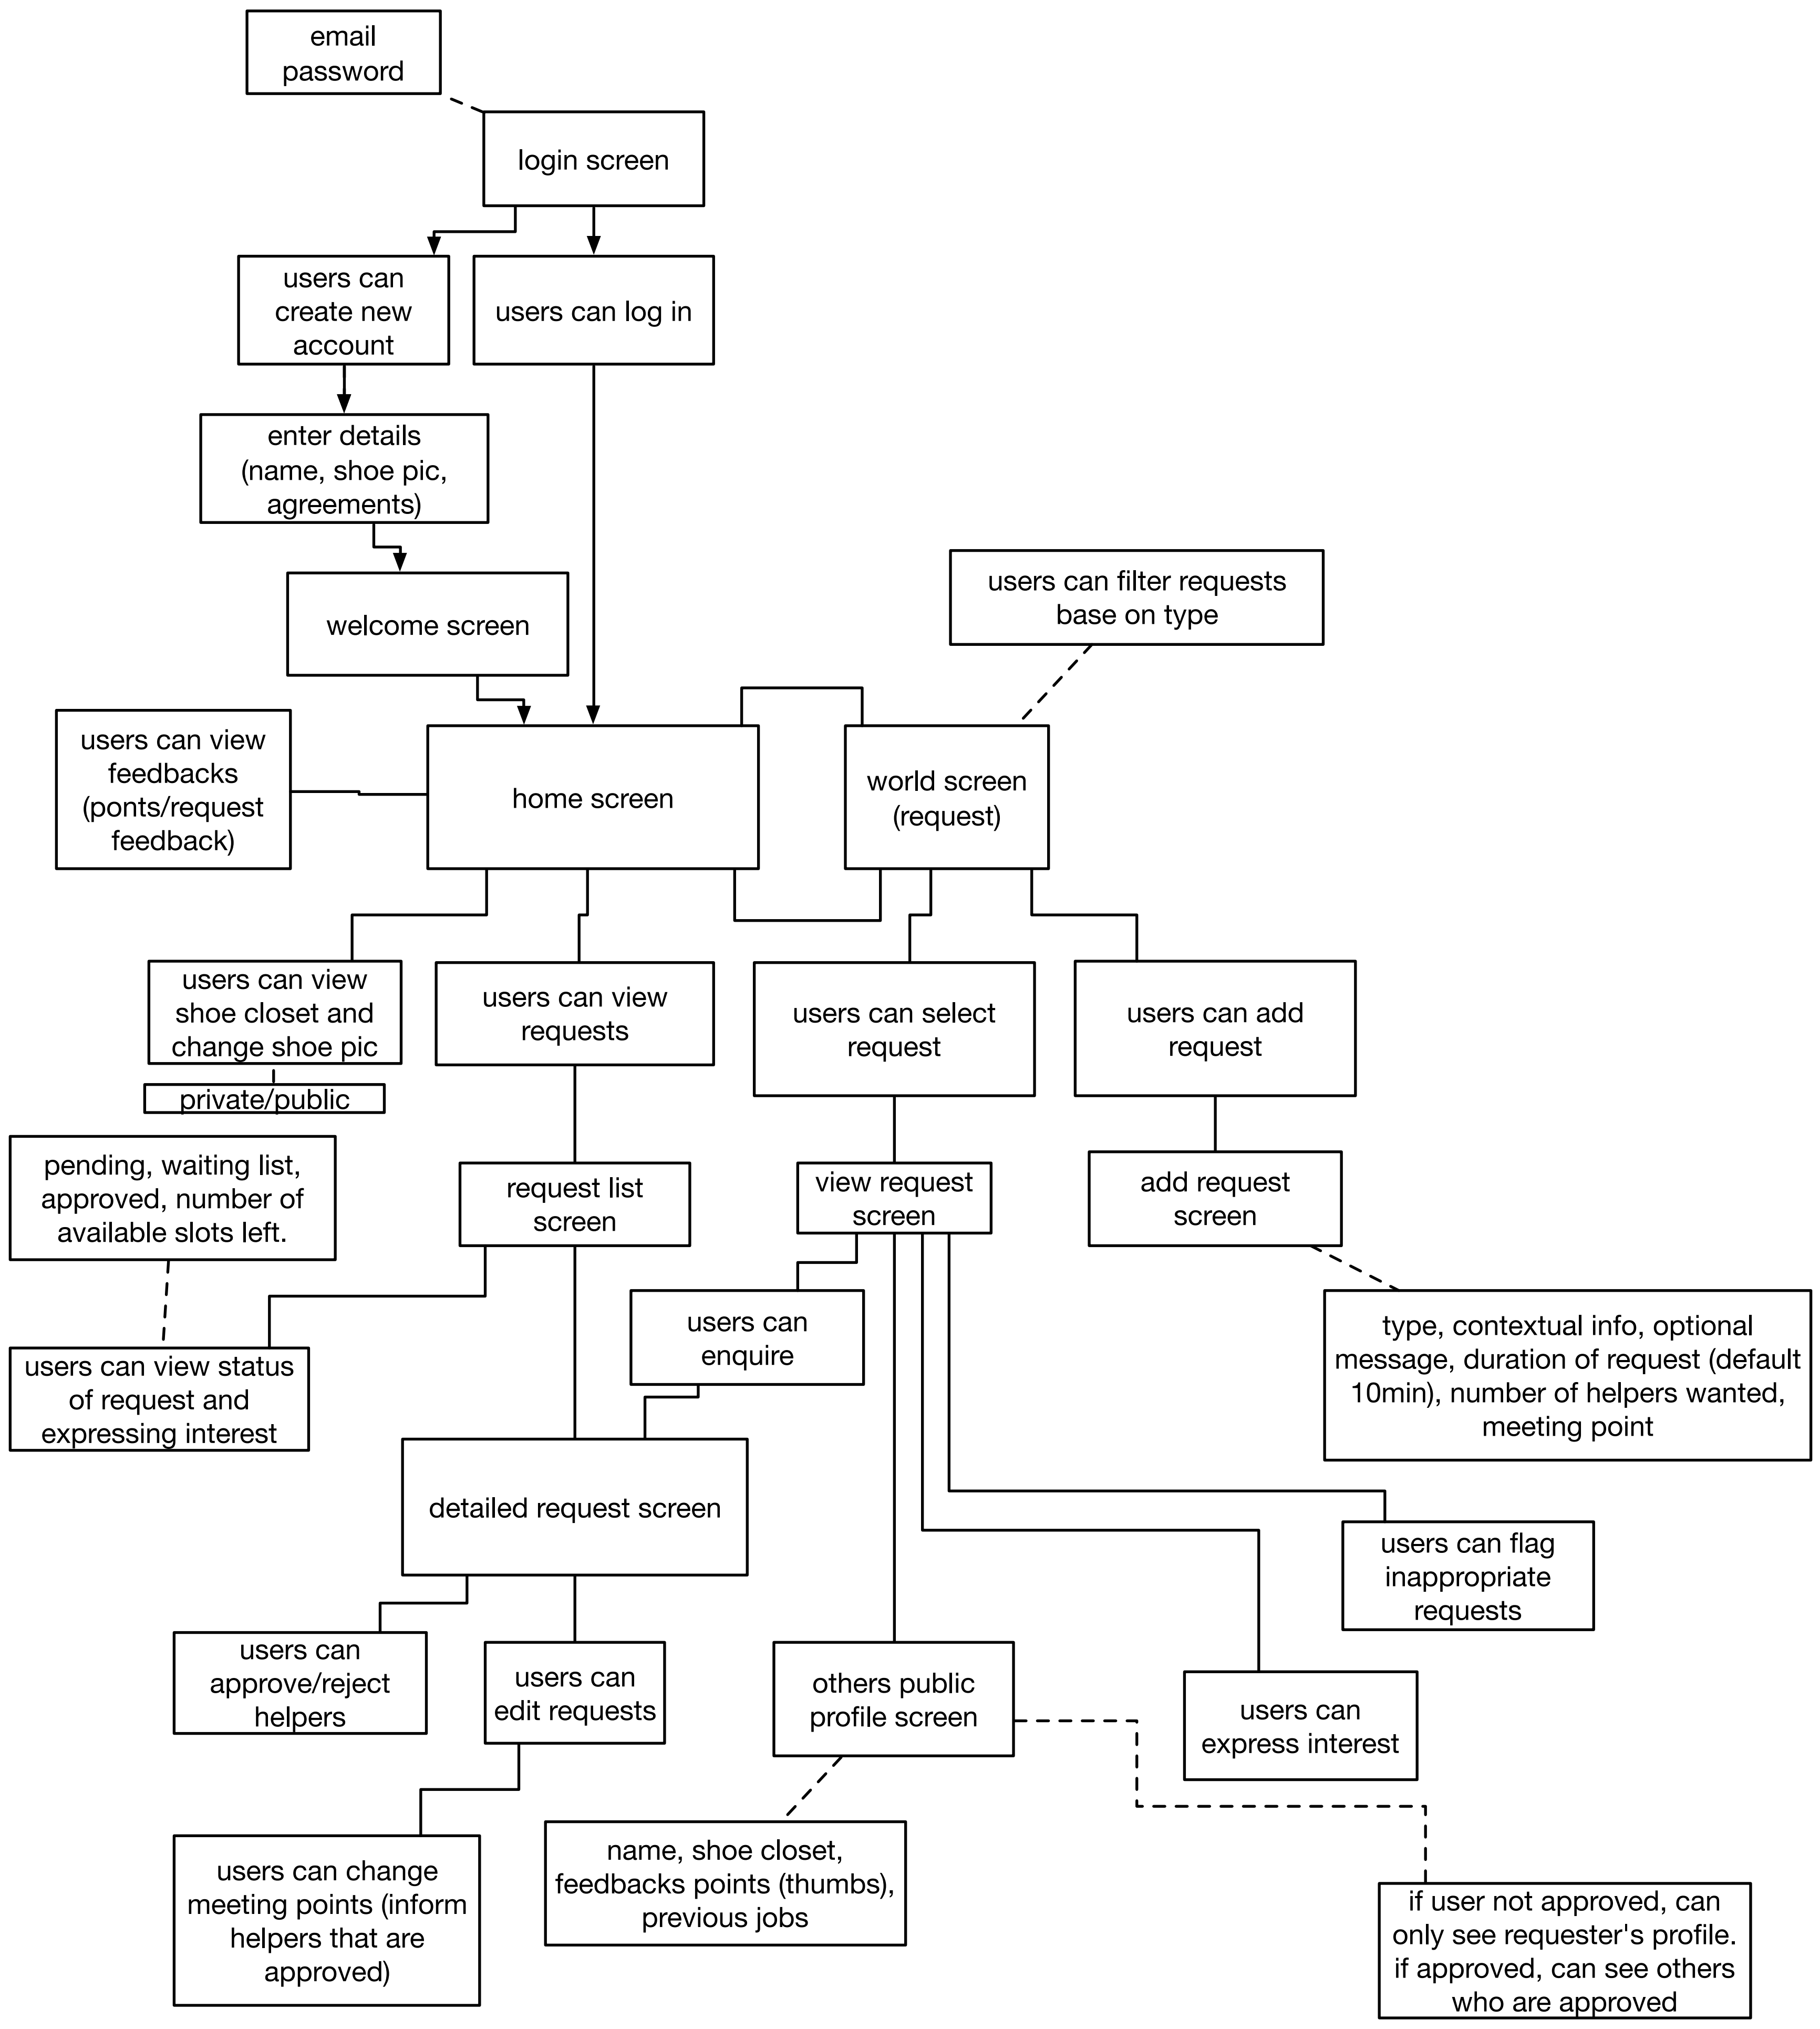 email
password
login screen
users can
create new
account
users can log in
enter details
(name, shoe pic,
agreements)
welcome screen
users can filter requests
base on type
users can view
feedbacks
(ponts/request
feedback)
home screen
world screen
(request)
users can view
shoe closet and
change shoe pic
private/public
users can view
requests
users can select
request
users can add
request
pending, waiting list,
approved, number of
available slots left.
request list
screen
view request
screen
add request
screen
users can
enquire
type, contextual info, optional
message, duration of request (default
10min), number of helpers wanted,
meeting point
users can view status
of request and
expressing interest
detailed request screen
users can flag
inappropriate
requests
users can
approve/reject
helpers
users can
edit requests
others public
profile screen
users can
express interest
users can change
meeting points (inform
helpers that are
approved)
name, shoe closet,
feedbacks points (thumbs),
previous jobs
if user not approved, can
only see requester's profile.
if approved, can see others
who are approved